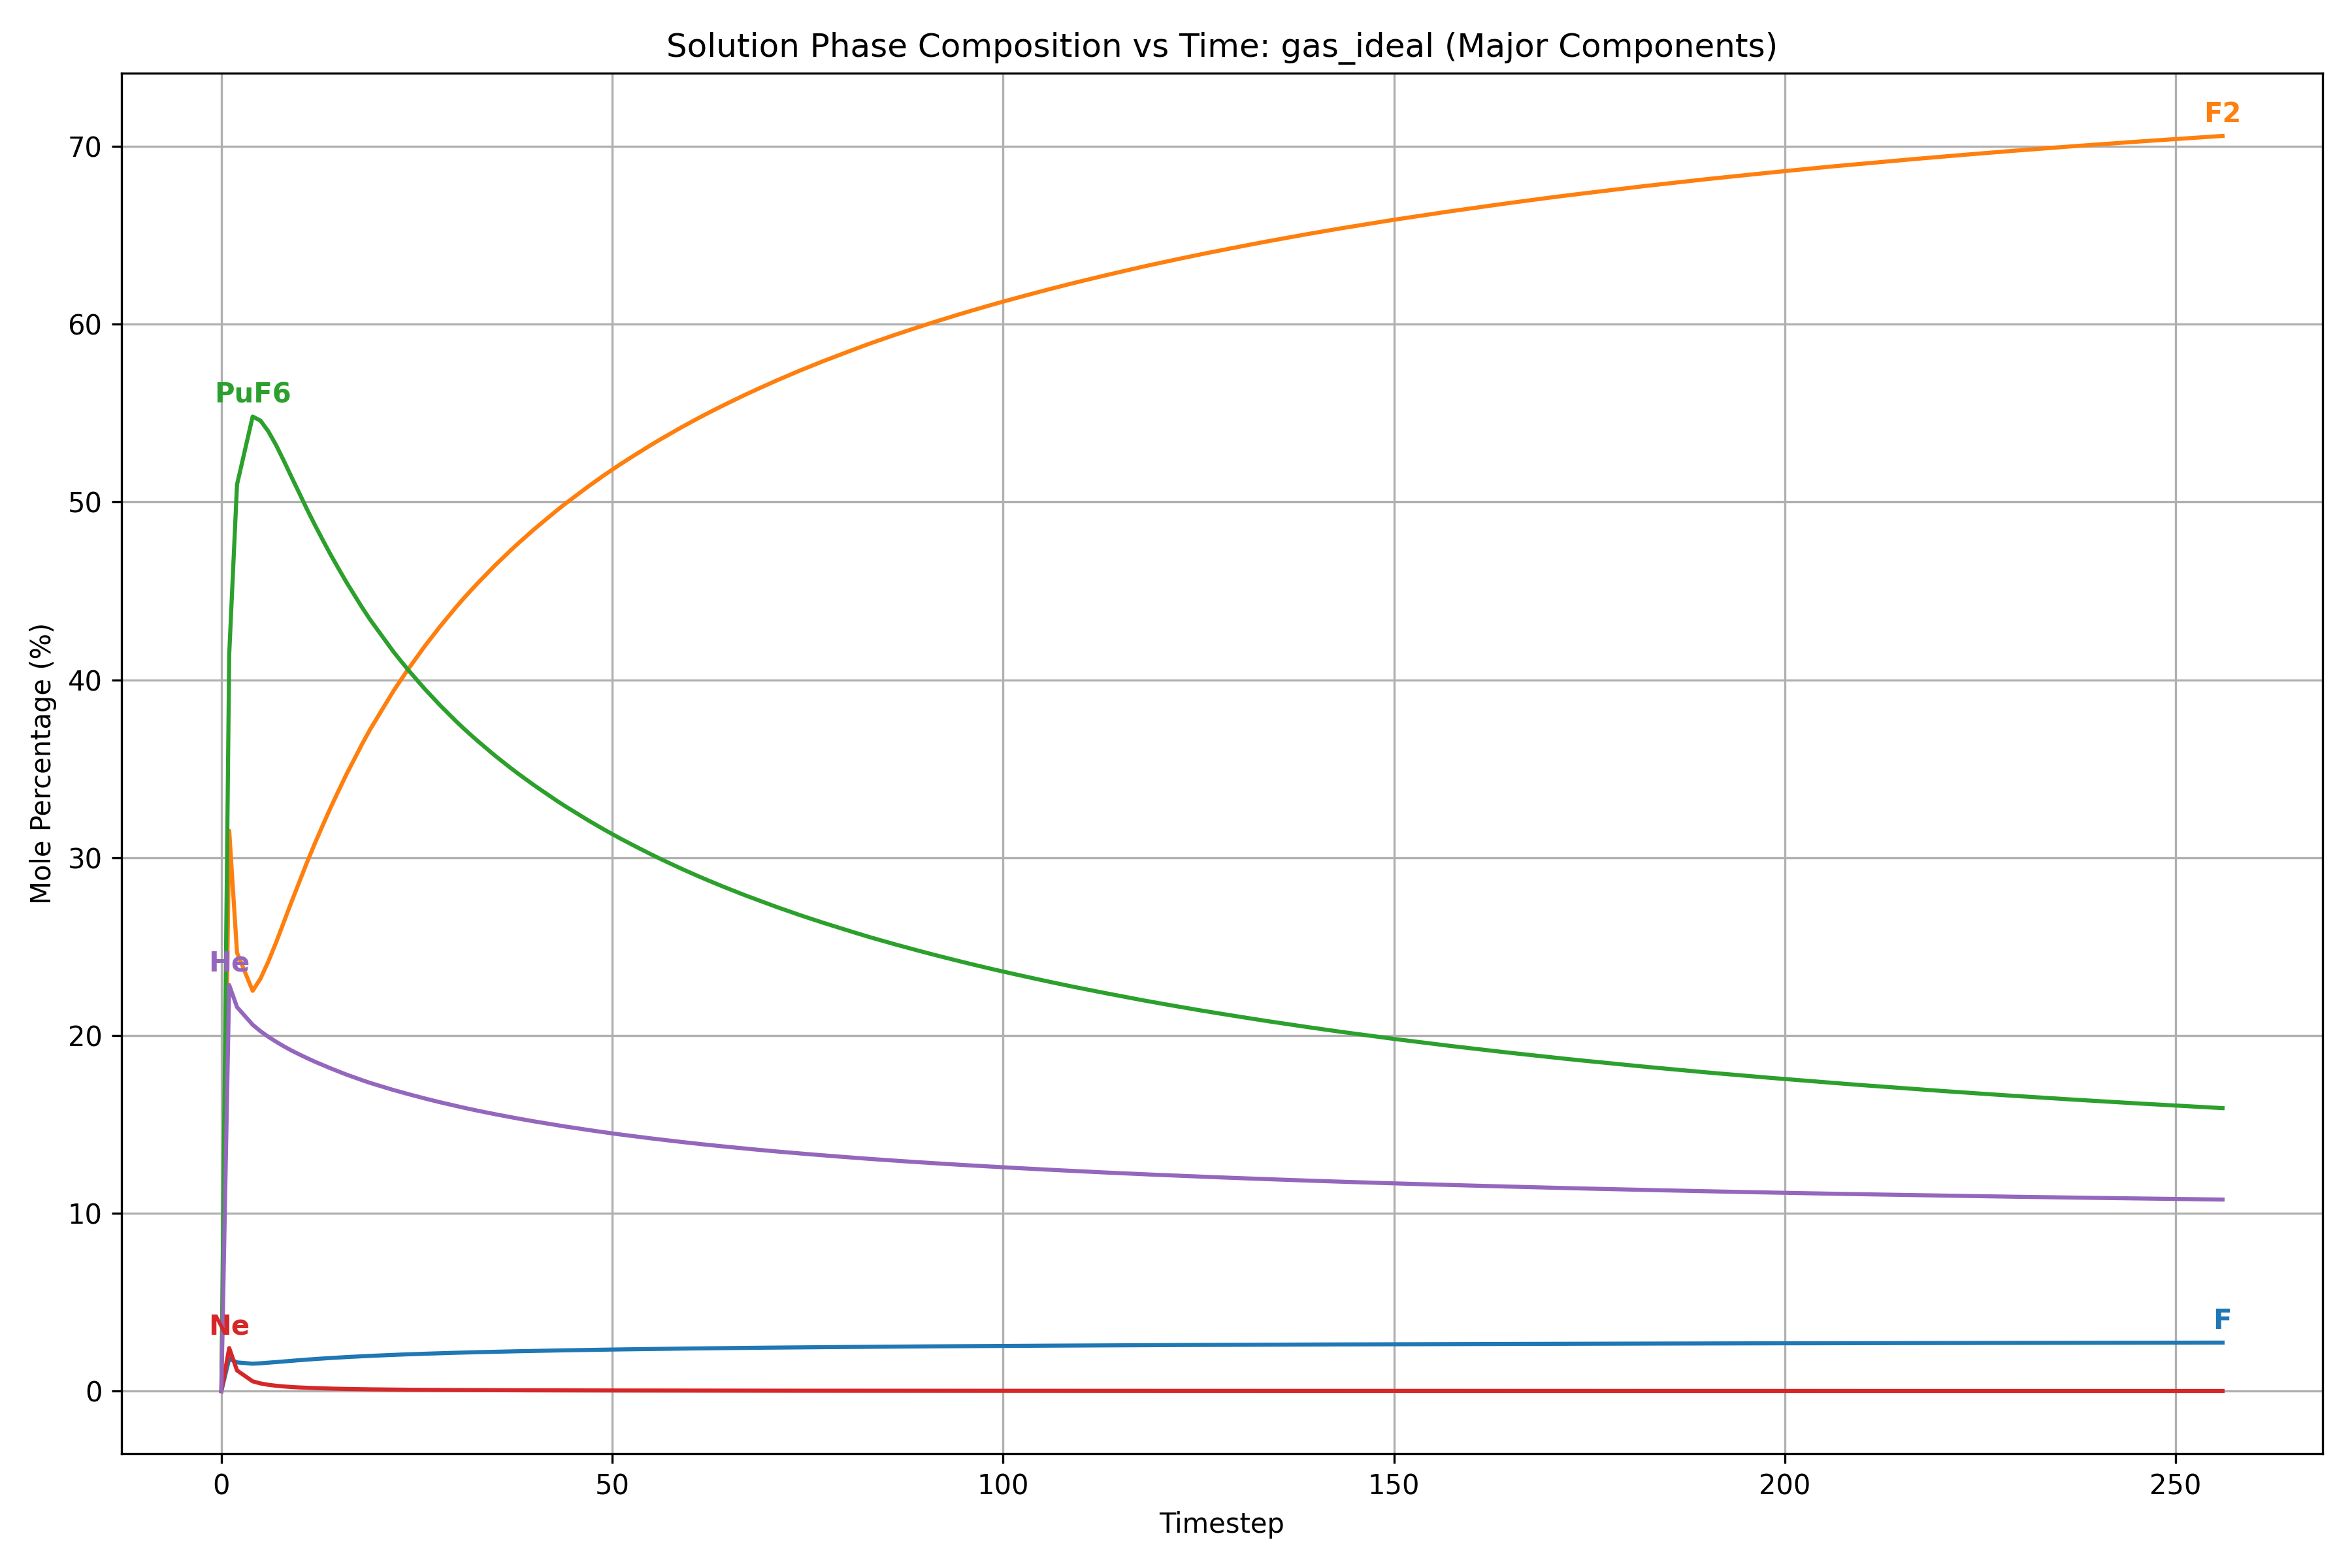 Solution Phase Composition vs Time: gas_ideal (Major Components)
Mole Percentage (%)
70
60
50
40
30
20
10
0
F2
PuF6
He
Ne
F
0 50 100 150 200 250
Timestep